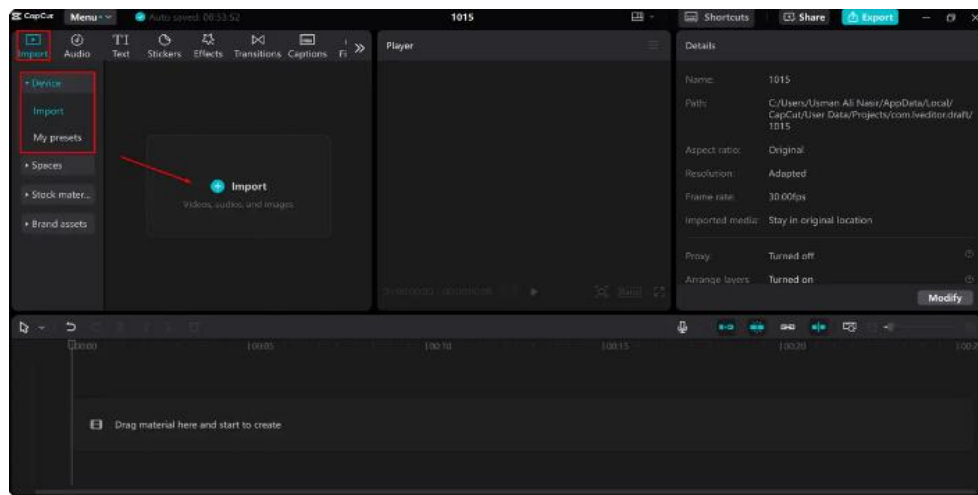 CapCut
Menu
Auto saved: 08:53:52
1015
Shortcuts
Share
Export
Import
Audio
Text
Stickers
Effects
Transitions
Captions
Fi
Player
Details
Device
Import
My presets
Spaces
Stock mater...
Brand assets
Import
Videos, audios, and images
Name:
1015
Path:
C:/Users/Usman Ali Nasir/AppData/Local/
CapCut/User Data/Projects/com.lveditor.draft/
1015
Aspect ratio:
Original
Resolution:
Adapted
Frame rate:
30.00fps
Imported media:
Stay in original location
Proxy:
Turned off
Arrange layers
Turned on
Modify
00:00
00:05
00:10
00:15
00:20
Drag material here and start to create